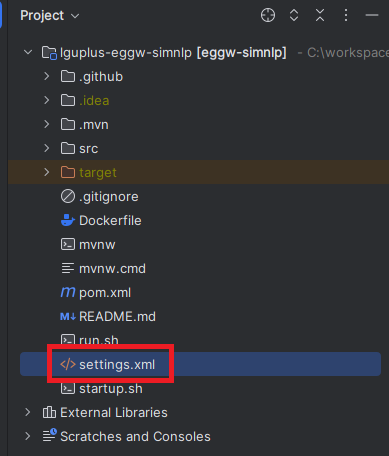 Project
lguplus-eggw-simnlp [eggw-simnlp] - C:\workspace
.github
.idea
.mvn
src
target
.gitignore
Dockerfile
mvnw
mvnw.cmd
pom.xml
README.md
run.sh
settings.xml
startup.sh
External Libraries
Scratches and Consoles